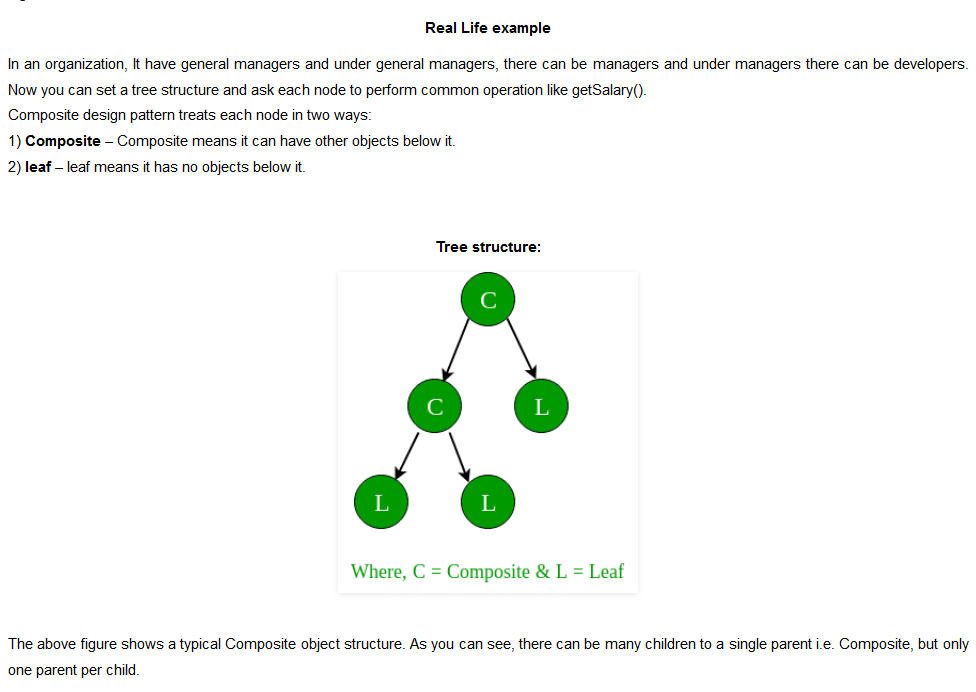 Real Life example
In an organization, It have general managers and under general managers, there can be managers and under managers there can be developers.
Now you can set a tree structure and ask each node to perform common operation like getSalary().
Composite design pattern treats each node in two ways:
1) Composite – Composite means it can have other objects below it.
2) leaf – leaf means it has no objects below it.
Tree structure:
C
C
L
L
L
Where, C = Composite & L = Leaf
The above figure shows a typical Composite object structure. As you can see, there can be many children to a single parent i.e. Composite, but only
one parent per child.